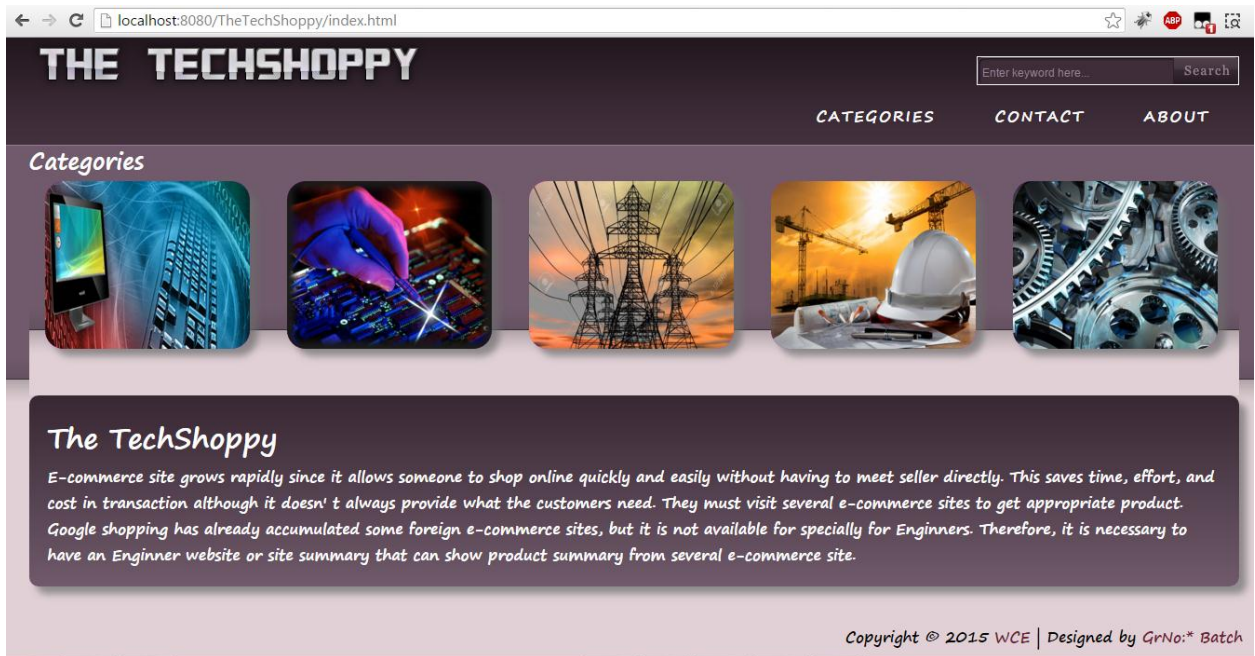 localhost:8080/TheTechShoppy/index.html
ABP
1
THE TECHSHOPPY
Enter keyword here...
Search
CATEGORIES CONTACT ABOUT
Categories
The TechShoppy
E-commerce site grows rapidly since it allows someone to shop online quickly and easily without having to meet seller directly. This saves time, effort, and
cost in transaction although it doesn' t always provide what the customers need. They must visit several e-commerce sites to get appropriate product.
Google shopping has already accumulated some foreign e-commerce sites, but it is not available for specially for Enginners. Therefore, it is necessary to
have an Enginner website or site summary that can show product summary from several e-commerce site.
Copyright © 2015 WCE | Designed by GrNo:* Batch